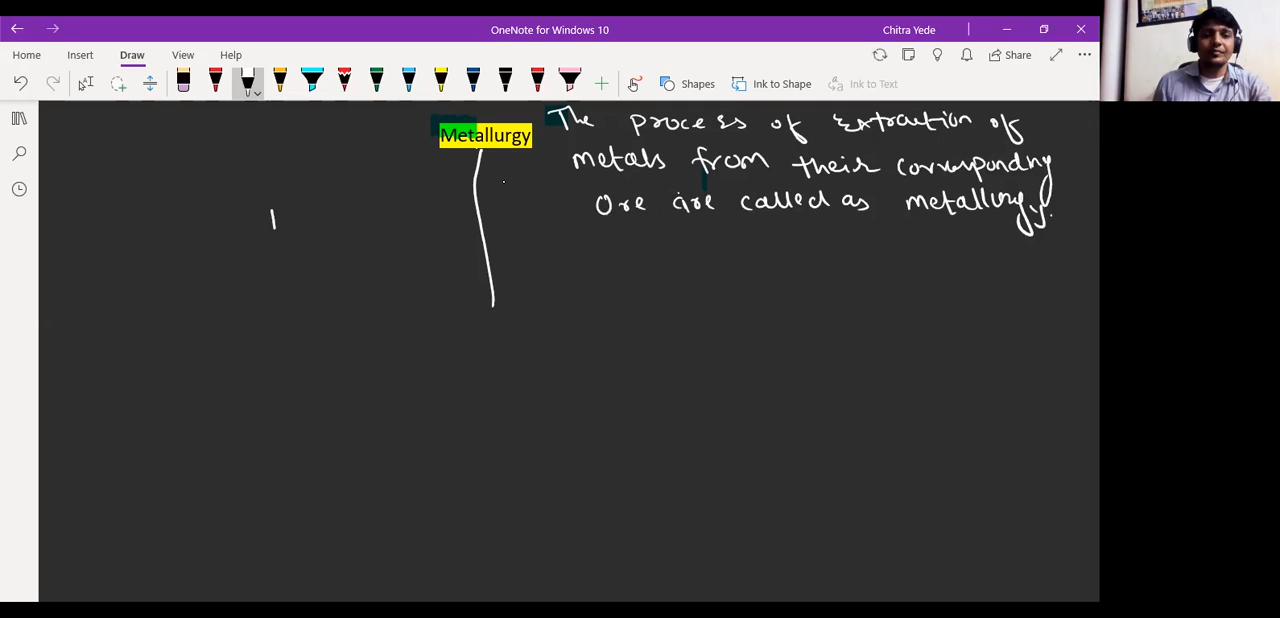 OneNote for Windows 10
Chitra Yede
Home Insert Draw View Help
Share
Shapes Ink to Shape Ink to Text
Metallurgy
The process of extraction of
metals from their corresponding
Ore are called as metallurgy.